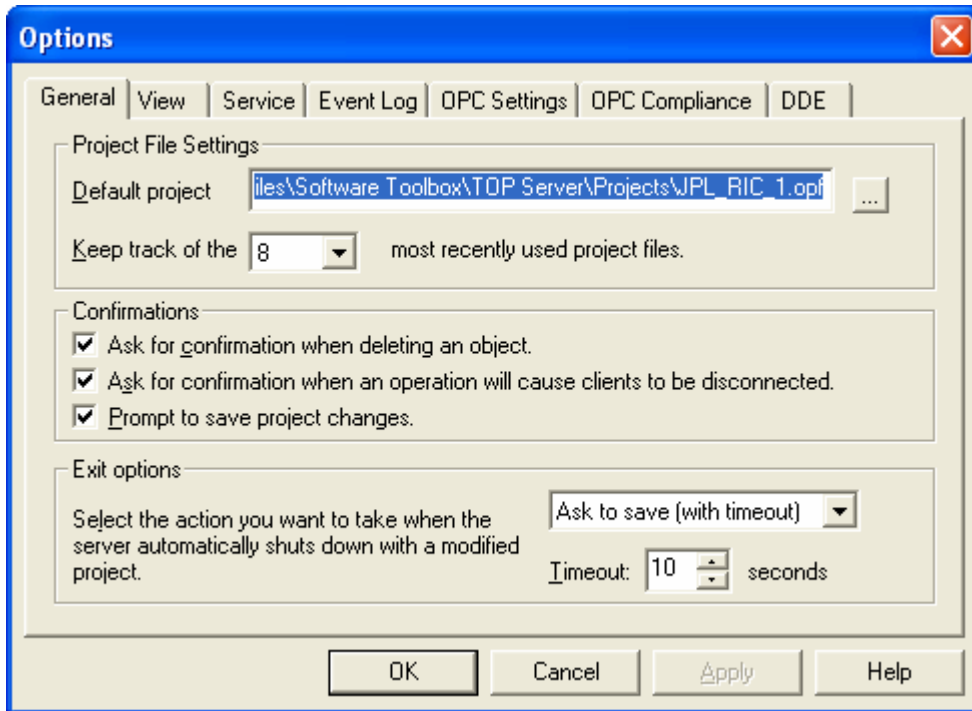 Options
General View Service Event Log OPC Settings OPC Compliance DDE
Project File Settings
Default project iles\Software Toolbox\TOP Server\Projects\JPL_RIC_1.opf ...
Keep track of the 8 most recently used project files.
Confirmations
Ask for confirmation when deleting an object.
Ask for confirmation when an operation will cause clients to be disconnected.
Prompt to save project changes.
Exit options
Select the action you want to take when the
server automatically shuts down with a modified
project.
Ask to save (with timeout)
Timeout: 10 seconds
OK Cancel Apply Help